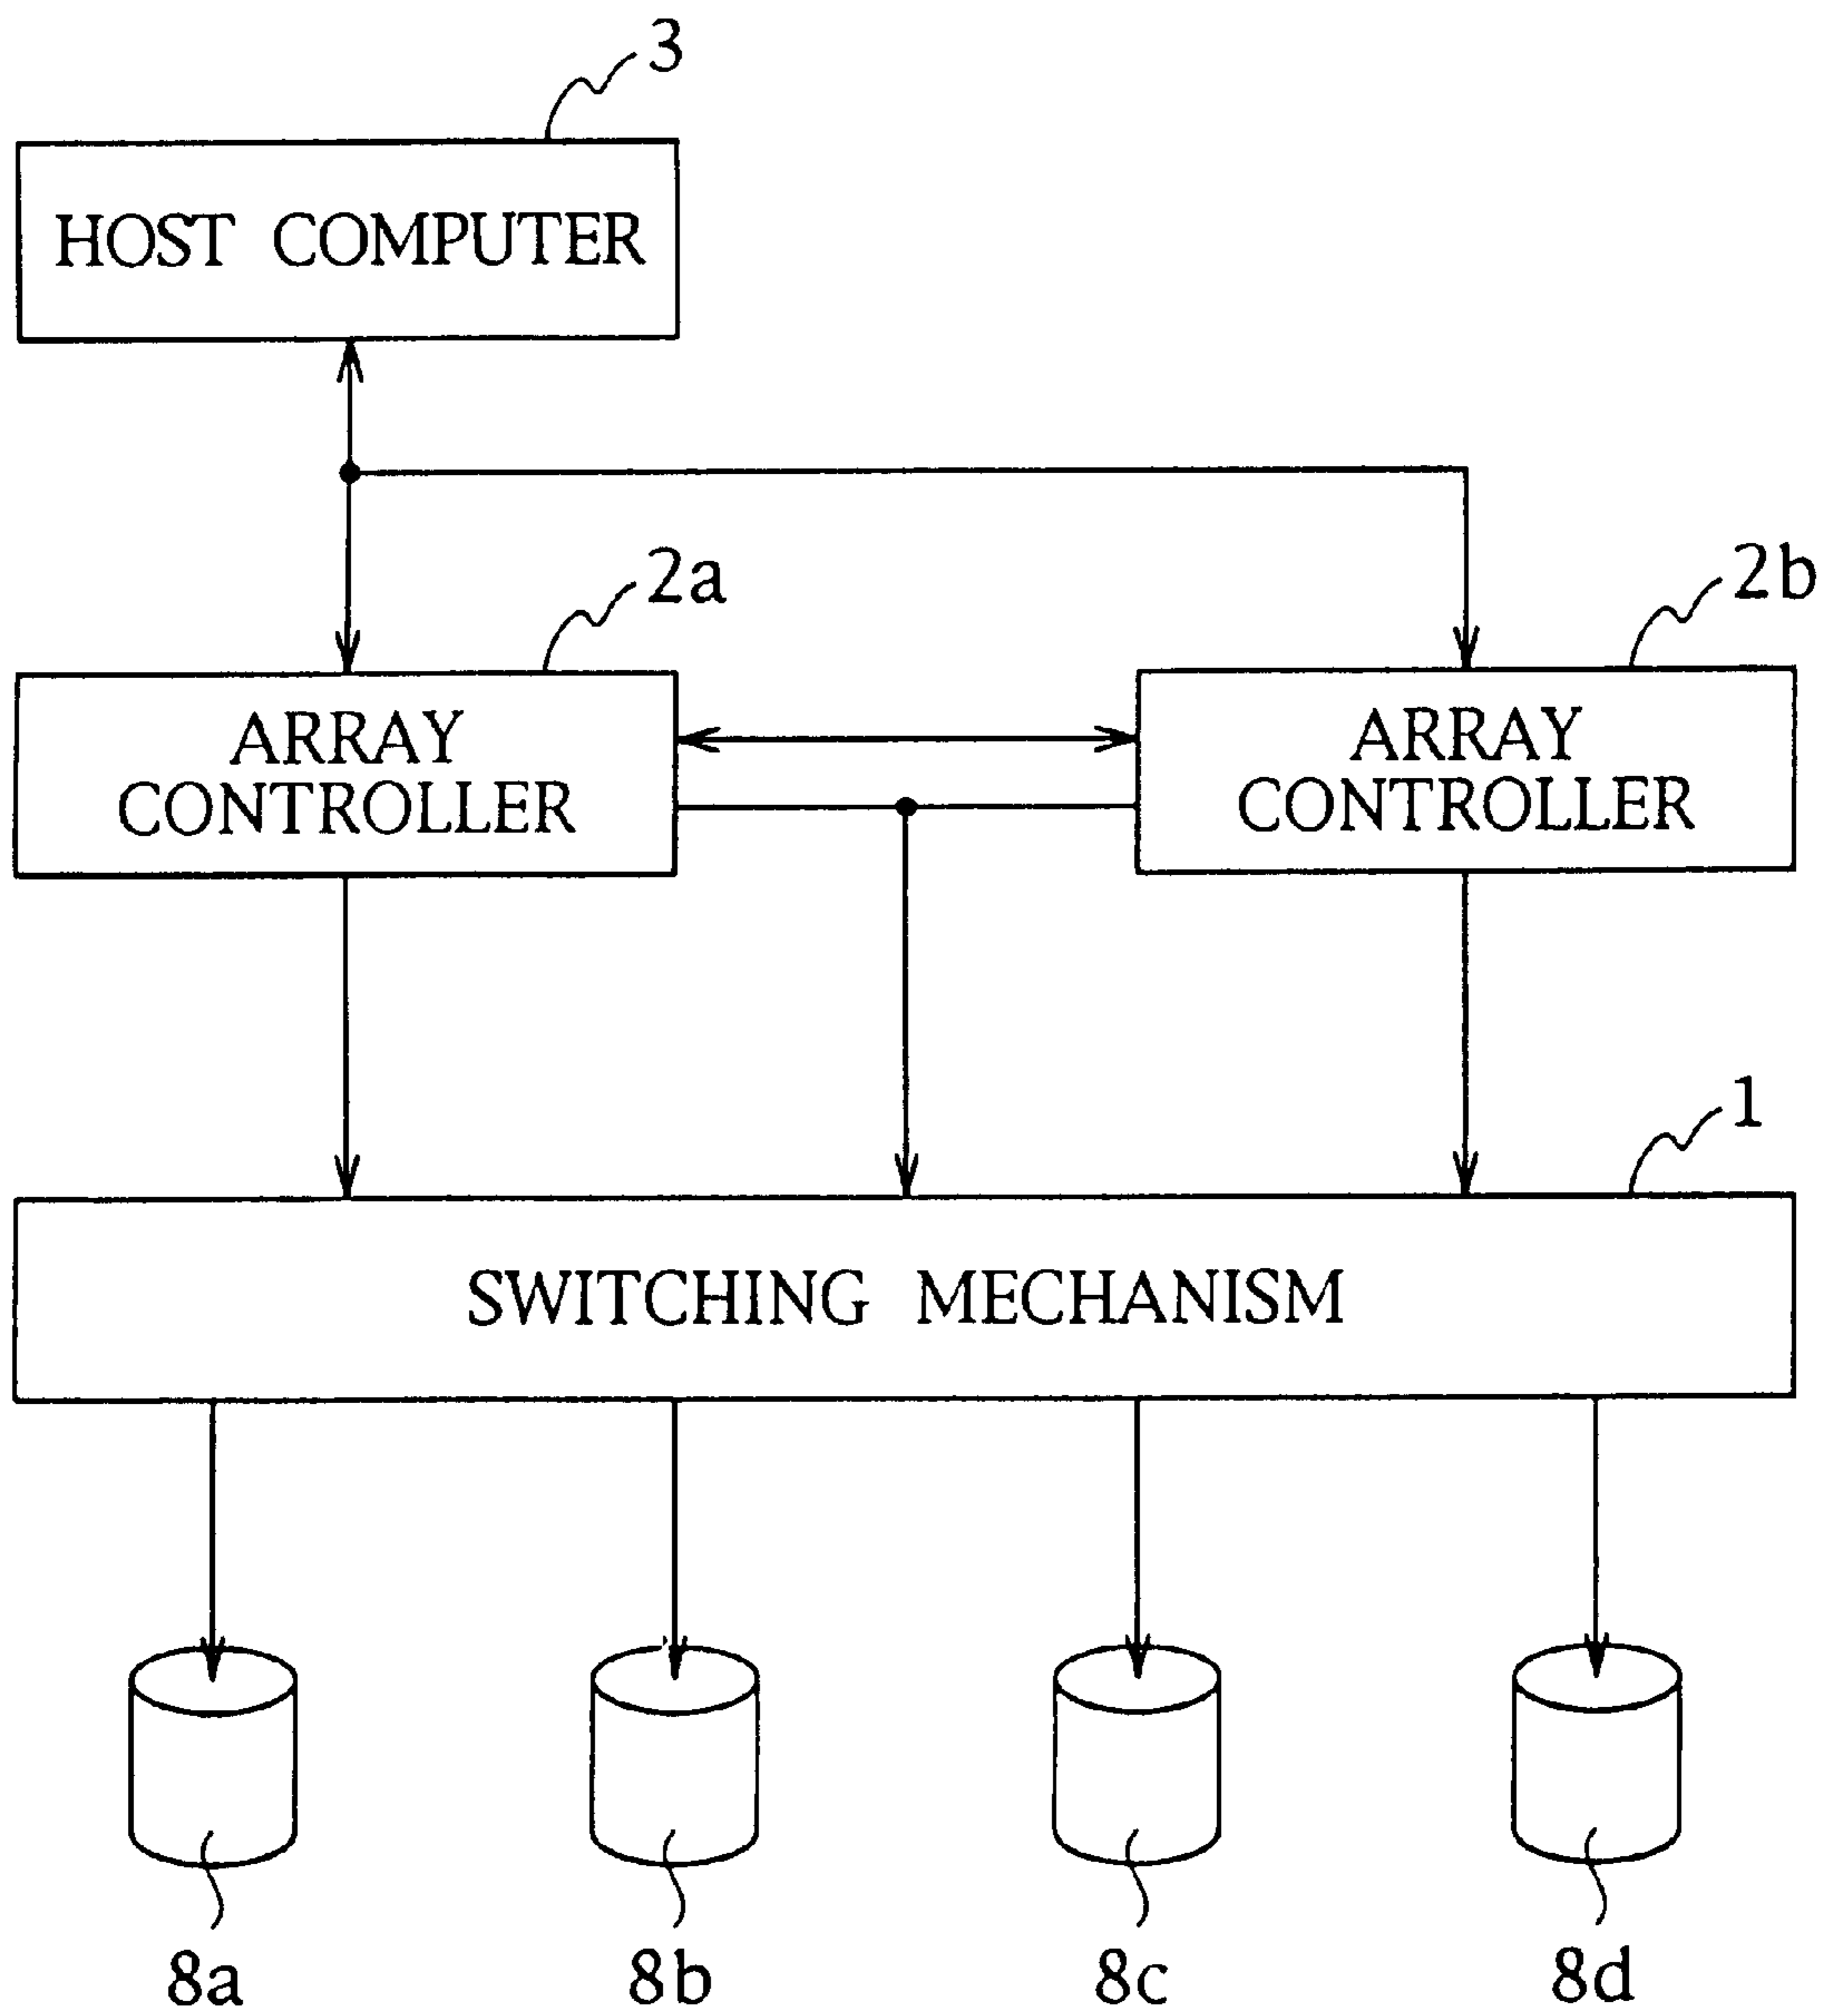 3
HOST COMPUTER
2a
2b
ARRAY
CONTROLLER
ARRAY
CONTROLLER
1
SWITCHING MECHANISM
8a
8b
8c
8d